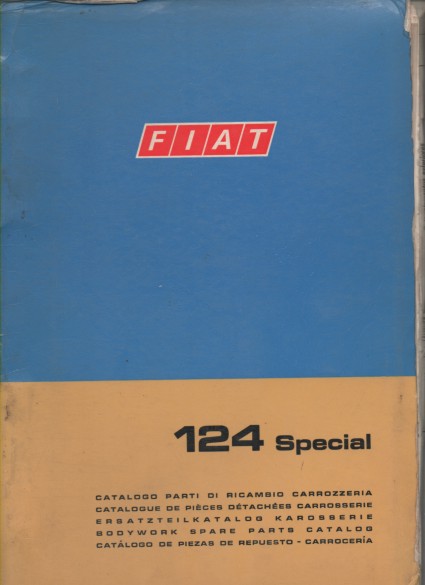 FIAT
124 Special
CATALOGO PARTI DI RICAMBIO CARROZZERIA
CATALOGUE DE PIÈCES DÉTACHÉES CARROSSERIE
ERSATZTEILKATALOG KAROSSERIE
BODYWORK SPARE PARTS CATALOG
CATÁLOGO DE PIEZAS DE REPUESTO - CARROCERÍA